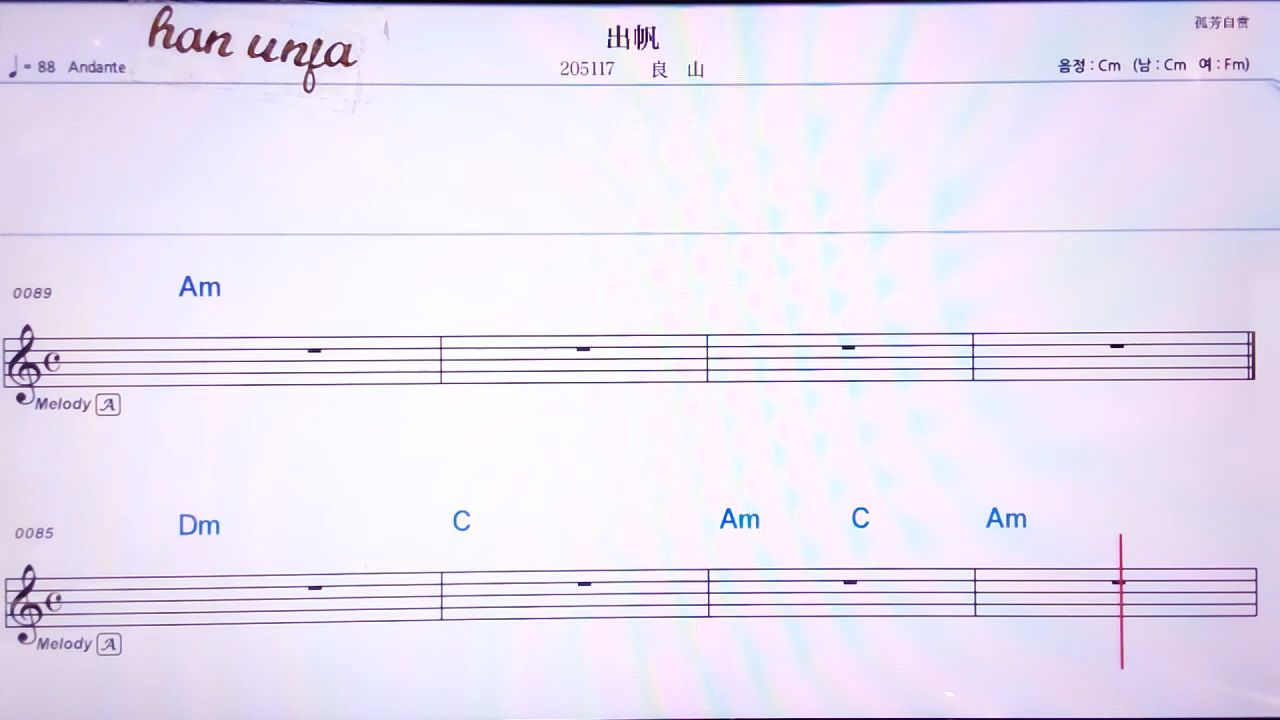 han unja
出帆
孤芳自賞
♩= 88 Andante
205117 良 山
음정 : Cm (남 : Cm 여 : Fm)
0089
Am
Melody A
0085
Dm C Am C Am
Melody A